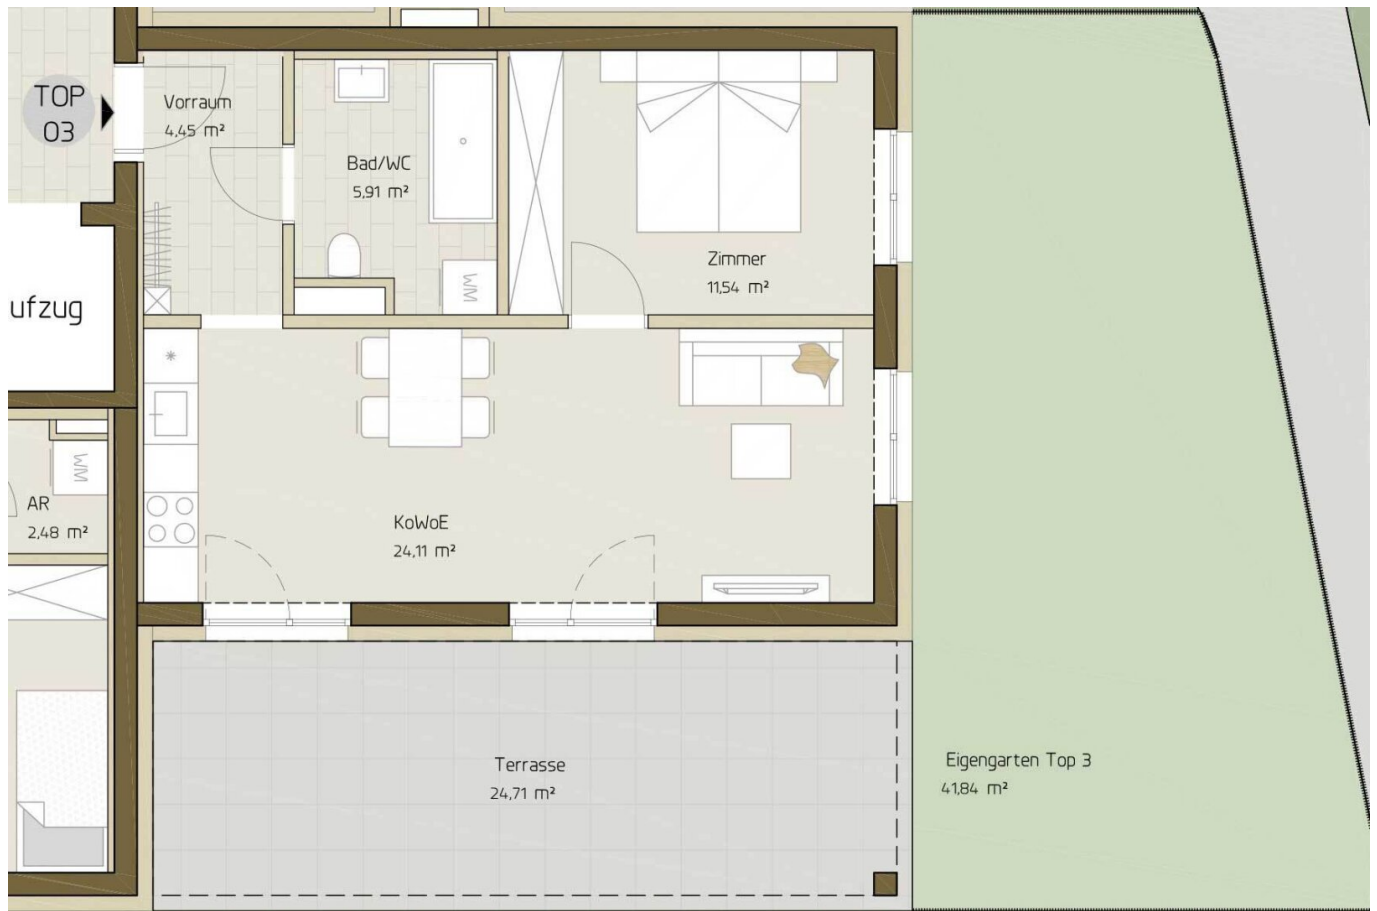 TOP
03
Vorraum
4,45 m²
Bad/WC
5,91 m²
WM
Zimmer
11,54 m²
ufzug
WM
AR
2,48 m²
KoWoE
24,11 m²
Terrasse
24,71 m²
Eigengarten Top 3
41,84 m²